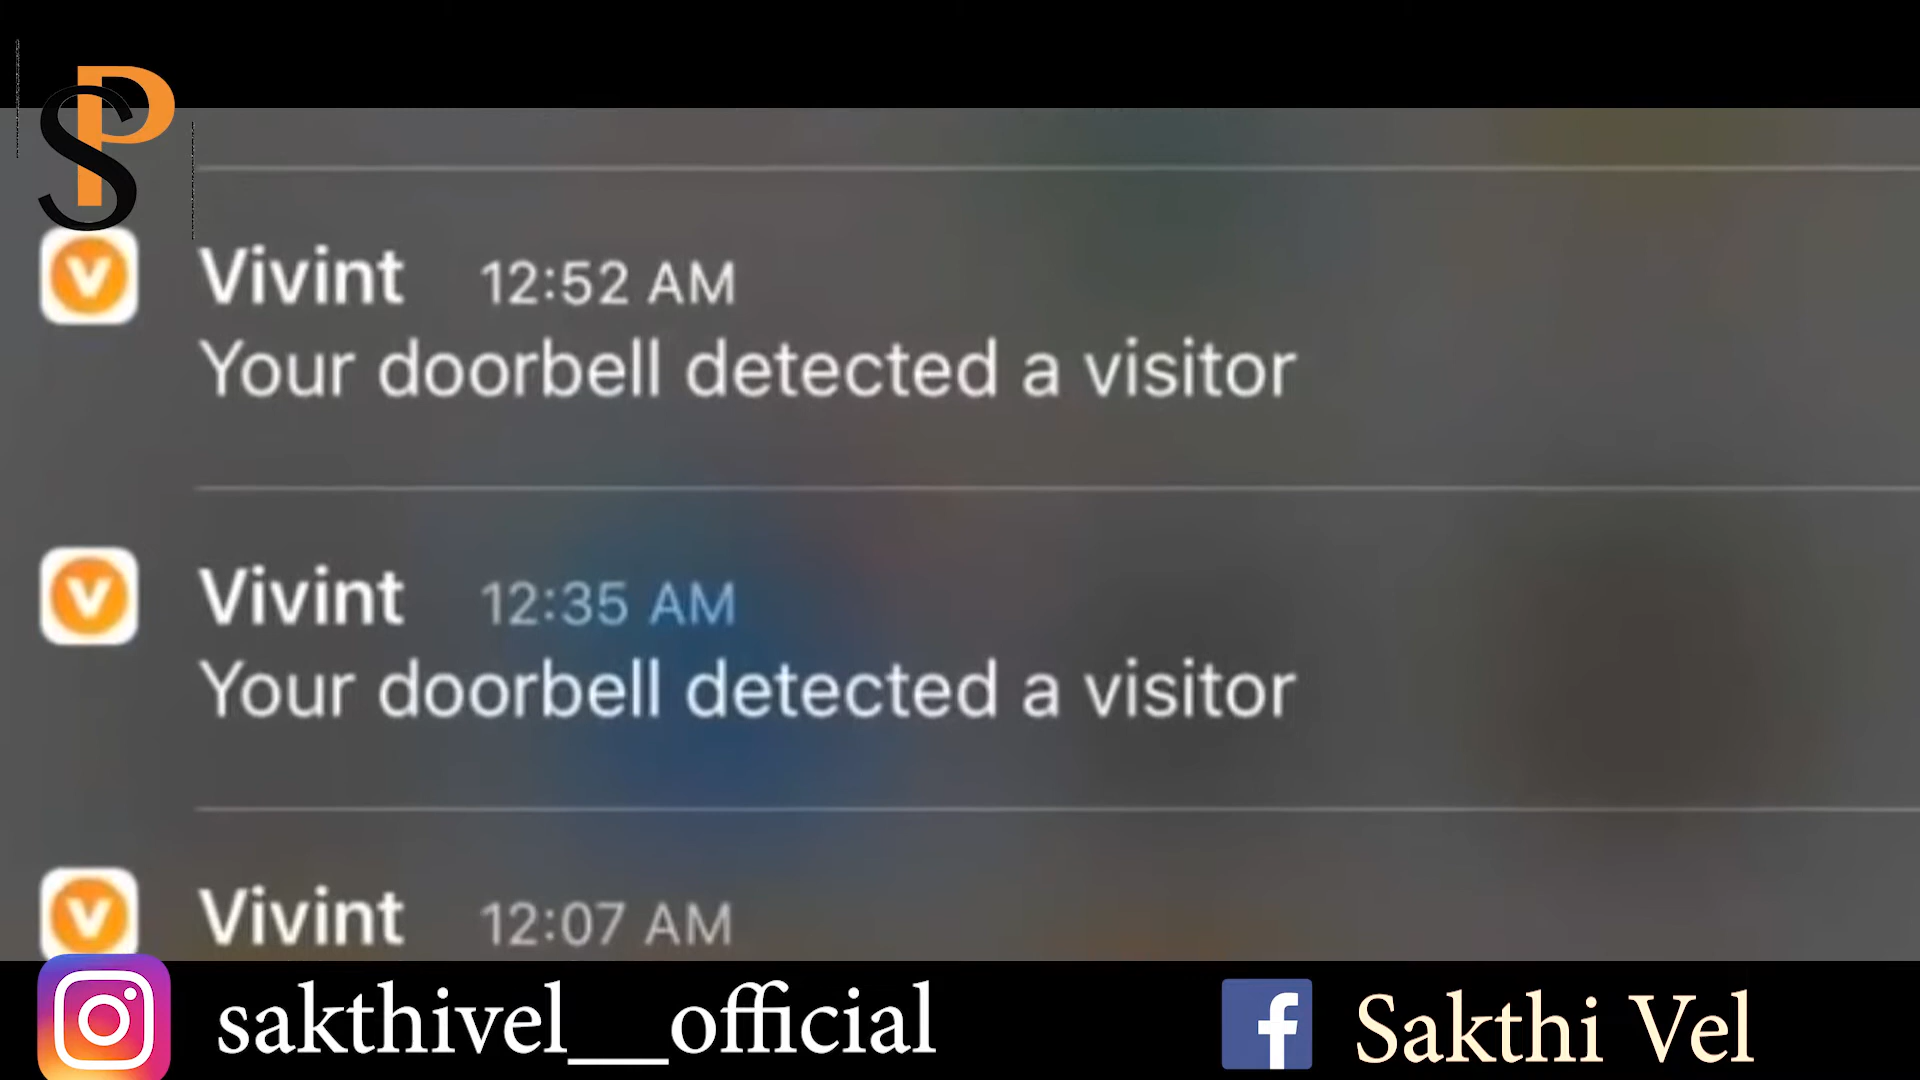 SP
Vivint 12:52 AM
Your doorbell detected a visitor
Vivint 12:35 AM
Your doorbell detected a visitor
Vivint 12:07 AM
sakthivel__official
Sakthi Vel